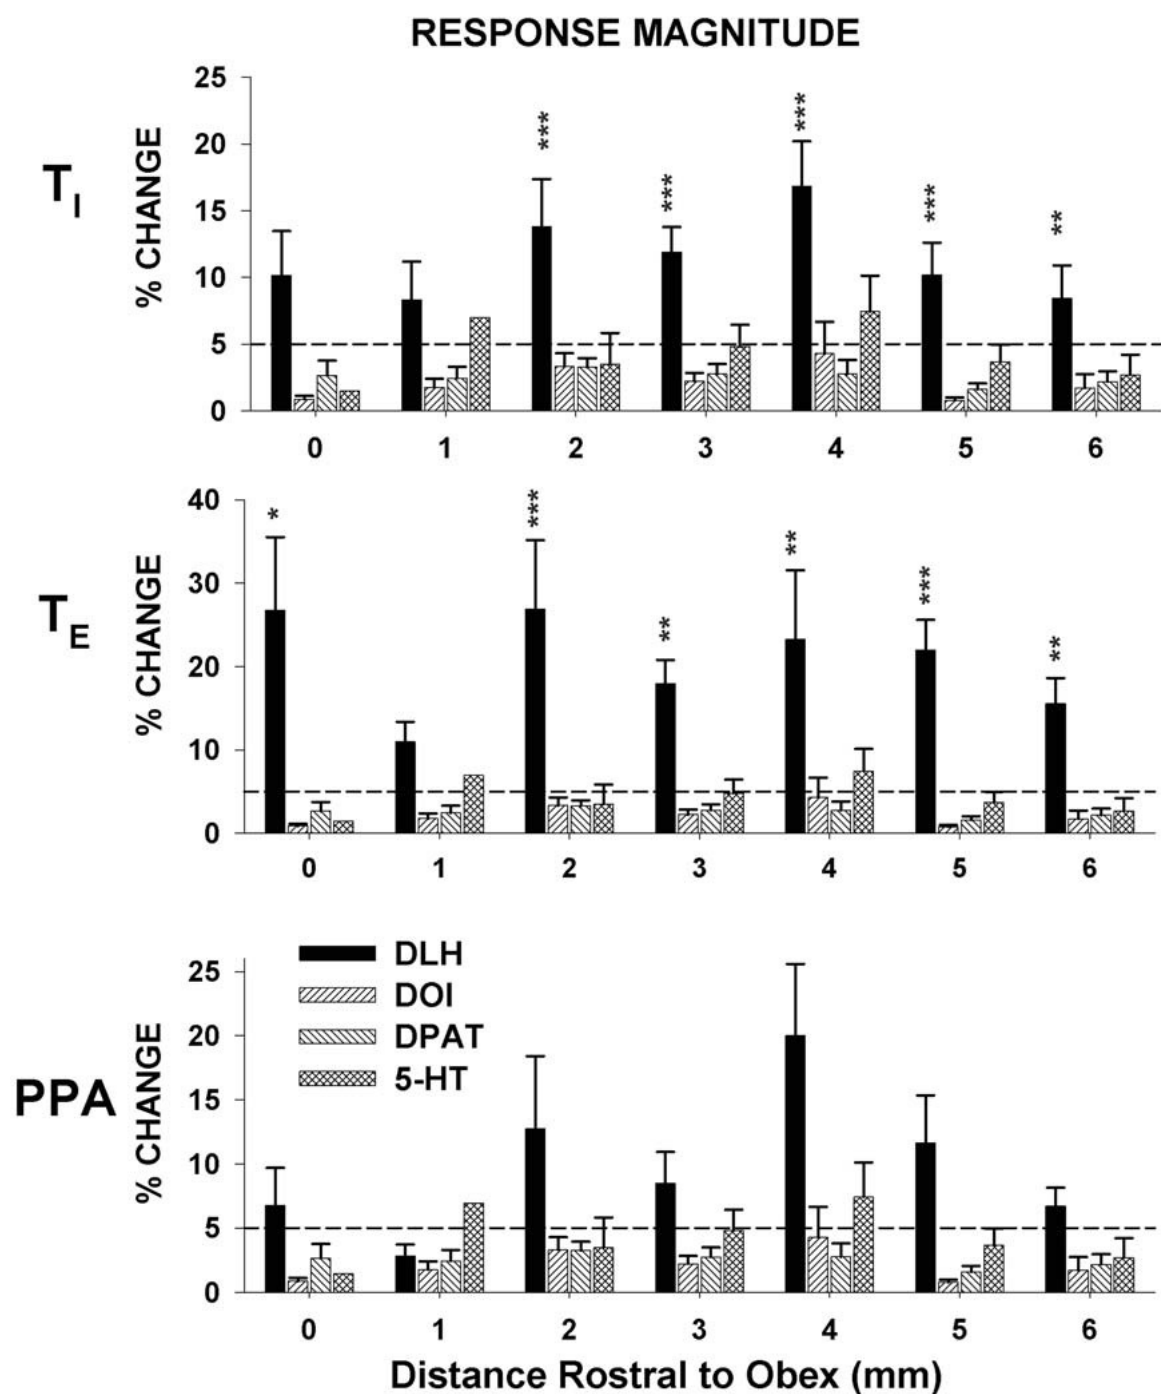 RESPONSE MAGNITUDE
T_I
% CHANGE
25
20
15
10
5
0
***
***
***
***
**
0 1 2 3 4 5 6
T_E
% CHANGE
40
30
20
10
0
*
***
**
**
***
**
0 1 2 3 4 5 6
PPA
% CHANGE
25
20
15
10
5
0
DLH
DOI
DPAT
5-HT
0 1 2 3 4 5 6
Distance Rostral to Obex (mm)